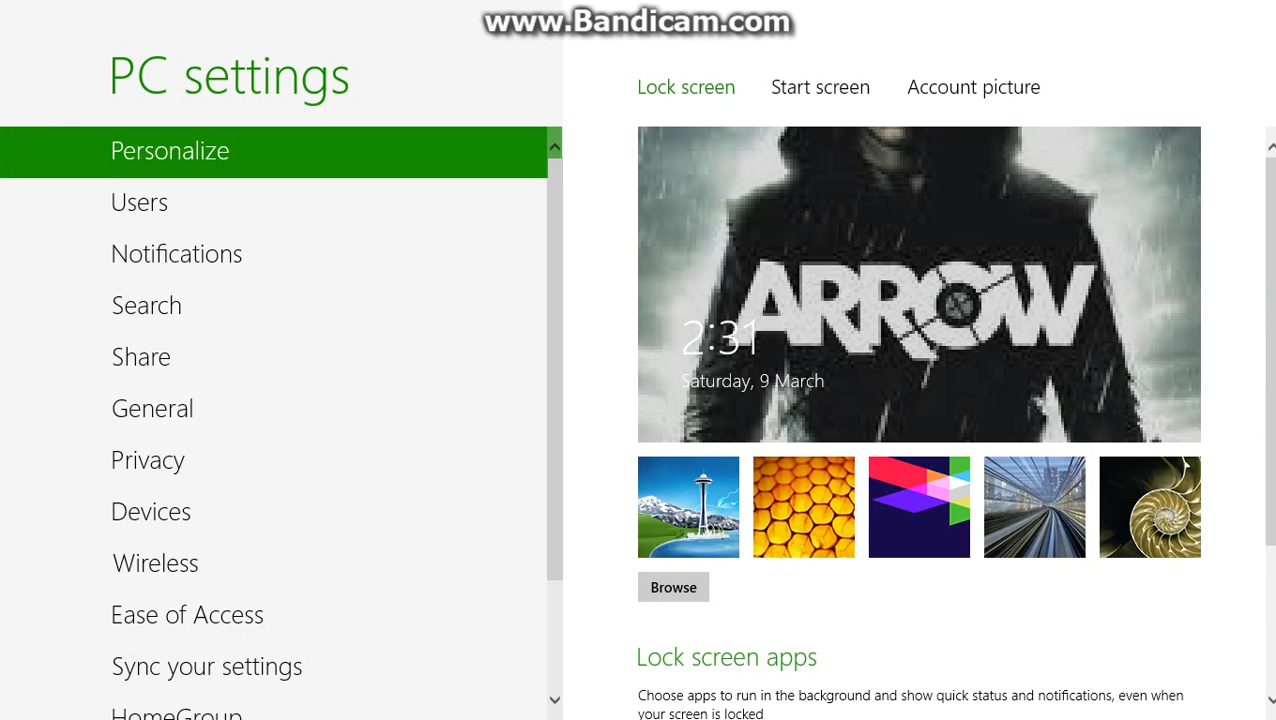 www.Bandicam.com
PC settings
Personalize
Users
Notifications
Search
Share
General
Privacy
Devices
Wireless
Ease of Access
Sync your settings
HomeGroup
Lock screen
Start screen
Account picture
ARROW
2:31
Saturday, 9 March
Browse
Lock screen apps
Choose apps to run in the background and show quick status and notifications, even when
your screen is locked